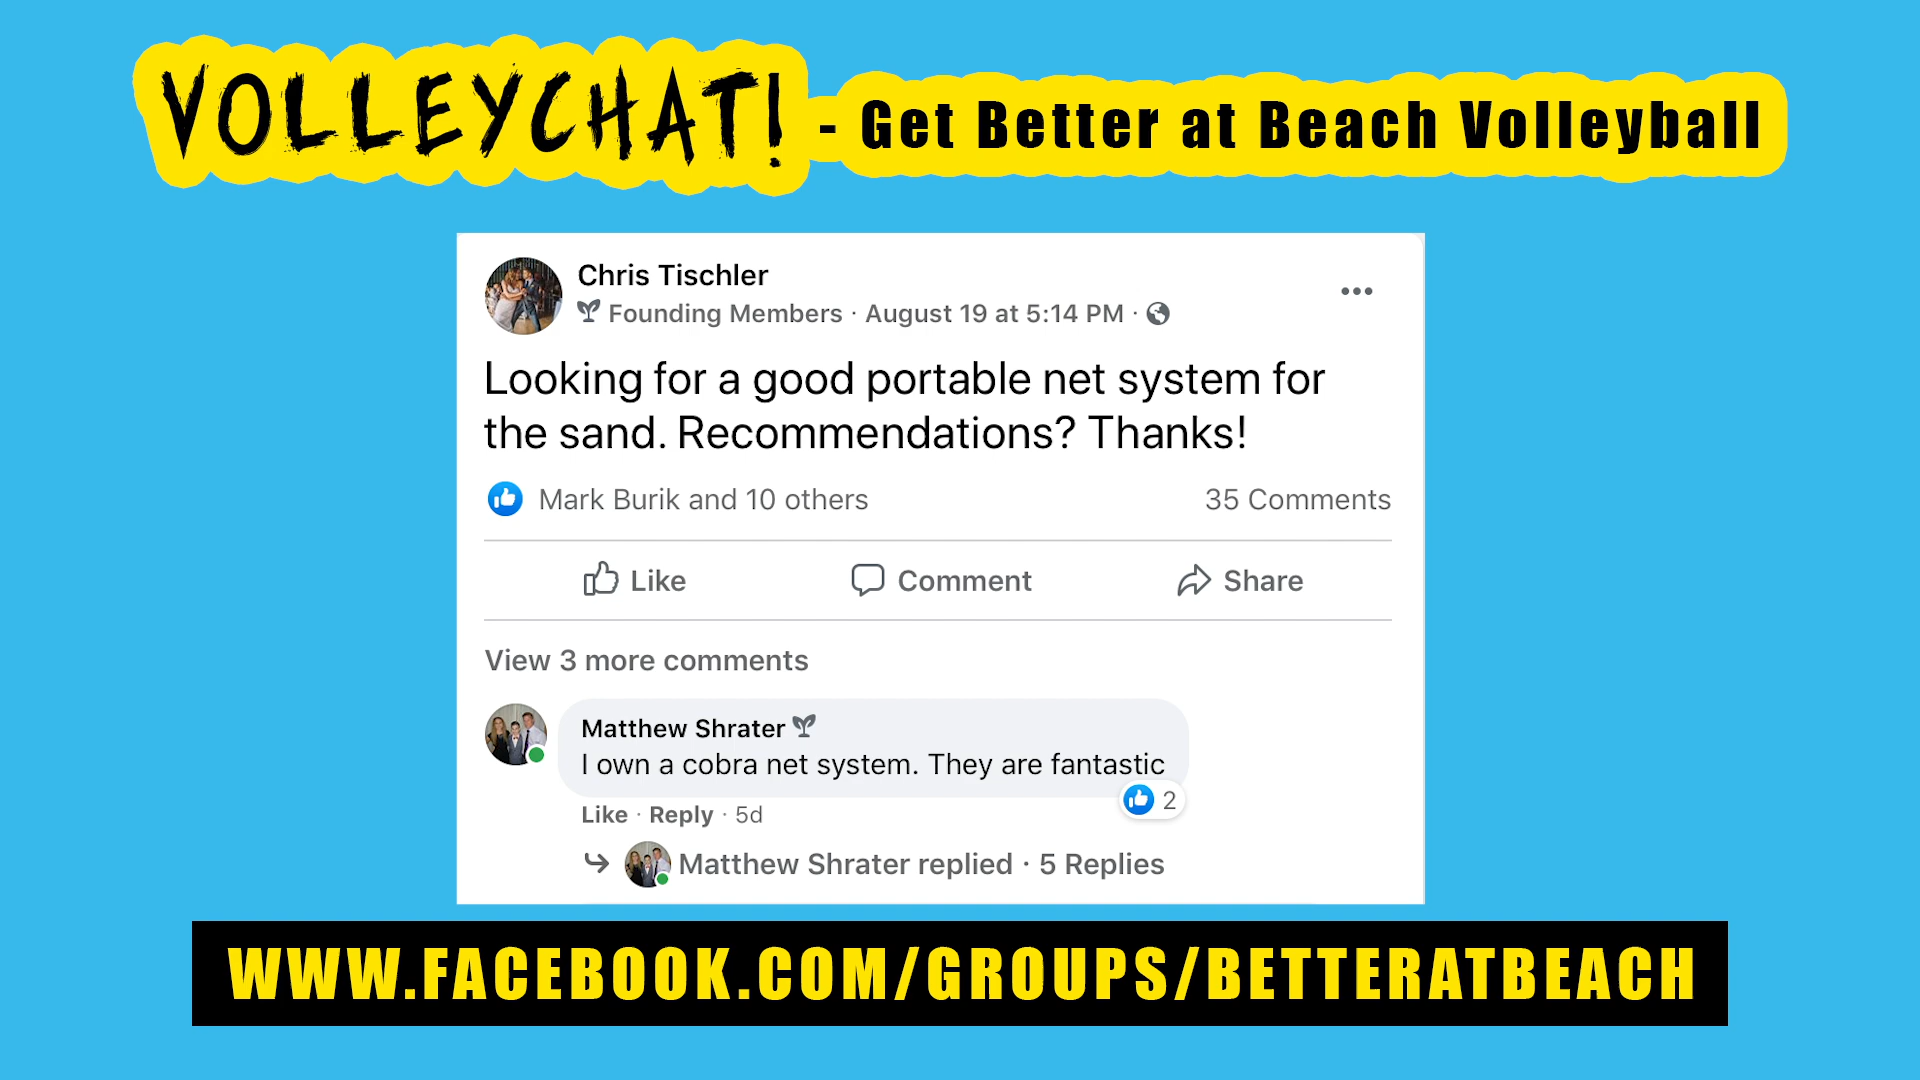 VOLLEYCHAT! - Get Better at Beach Volleyball
Chris Tischler
Founding Members · August 19 at 5:14 PM ·
Looking for a good portable net system for
the sand. Recommendations? Thanks!
Mark Burik and 10 others 35 Comments
Like Comment Share
View 3 more comments
Matthew Shrater
I own a cobra net system. They are fantastic
2
Like · Reply · 5d
Matthew Shrater replied · 5 Replies
WWW.FACEBOOK.COM/GROUPS/BETTERATBEACH